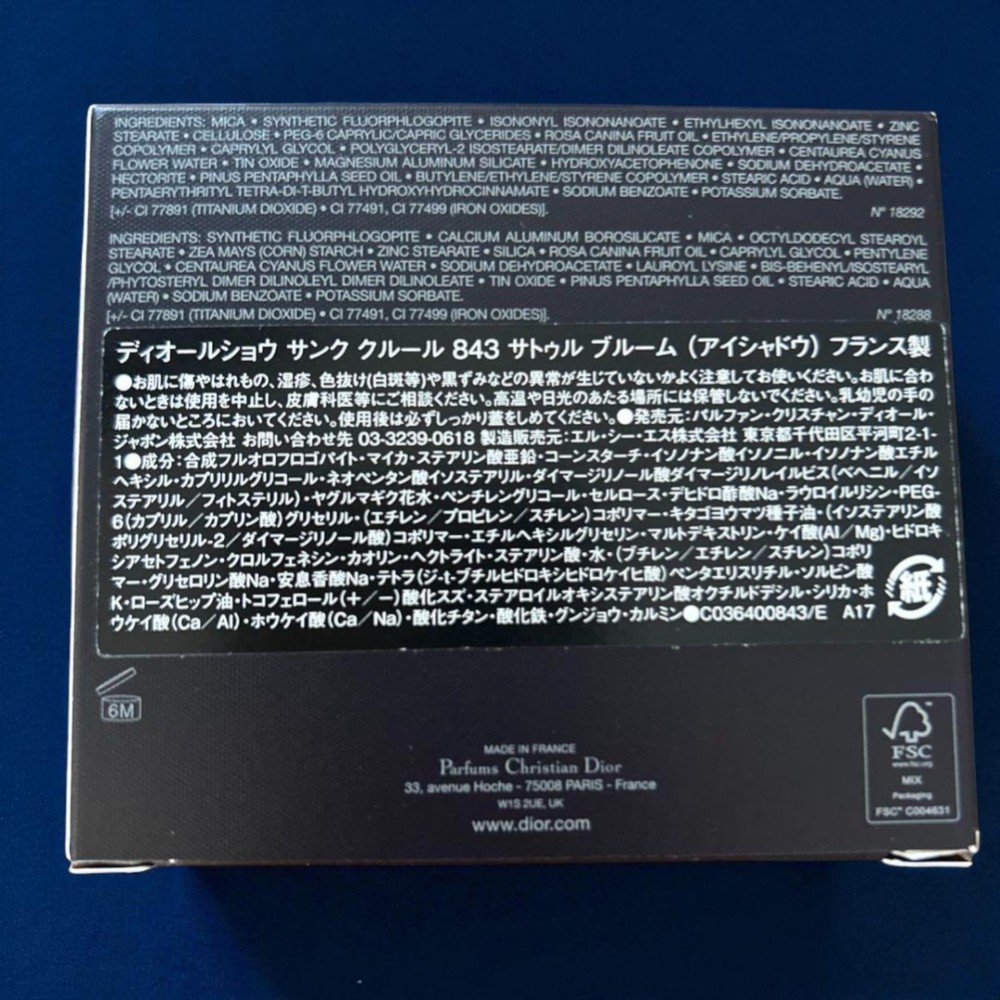 INGREDIENTS: MICA • SYNTHETIC FLUORPHLOGOPITE • ISONONYL ISONONANOATE • ETHYLHEXYL ISONONANOATE • ZINC
STEARATE • CELLULOSE • PEG-6 CAPRYLIC/CAPRIC GLYCERIDES • ROSA CANINA FRUIT OIL • ETHYLENE/PROPYLENE/STYRENE
COPOLYMER • CAPRYLYL GLYCOL • POLYGLYCERYL-2 ISOSTEARATE/DIMER DILINOLEATE COPOLYMER • CENTAUREA CYANUS
FLOWER WATER • TIN OXIDE • MAGNESIUM ALUMINUM SILICATE • HYDROXYACETOPHENONE • SODIUM DEHYDROACETATE •
HECTORITE • PINUS PENTAPHYLLA SEED OIL • BUTYLENE/ETHYLENE/STYRENE COPOLYMER • STEARIC ACID • AQUA (WATER) •
PENTAERYTHRITYL TETRA-DI-T-BUTYL HYDROXYHYDROCINNAMATE • SODIUM BENZOATE • POTASSIUM SORBATE.
[+/- CI 77891 (TITANIUM DIOXIDE) • CI 77491, CI 77499 (IRON OXIDES)]. N° 18292
INGREDIENTS: SYNTHETIC FLUORPHLOGOPITE • CALCIUM ALUMINUM BOROSILICATE • MICA • OCTYLDODECYL STEAROYL
STEARATE • ZEA MAYS (CORN) STARCH • ZINC STEARATE • SILICA • ROSA CANINA FRUIT OIL • CAPRYLYL GLYCOL • PENTYLENE
GLYCOL • CENTAUREA CYANUS FLOWER WATER • SODIUM DEHYDROACETATE • LAUROYL LYSINE • BIS-BEHENYL/ISOSTEARYL
/PHYTOSTERYL DIMER DILINOLEYL DIMER DILINOLEATE • TIN OXIDE • PINUS PENTAPHYLLA SEED OIL • STEARIC ACID • AQUA
(WATER) • SODIUM BENZOATE • POTASSIUM SORBATE.
[+/- CI 77891 (TITANIUM DIOXIDE) • CI 77491, CI 77499 (IRON OXIDES)]. N° 18288
ディオールショウ サンク クルール 843 サトゥル ブルーム (アイシャドウ) フランス製
●お肌に傷やはれもの、湿疹、色抜け(白斑等)や黒ずみなどの異常が生じていないかよく注意してお使いください。お肌に合わ
ないときは使用を中止し、皮膚科医等にご相談ください。高温や日光のあたる場所には保管しないでください。乳幼児の手の
届かないところにおいてください。使用後は必ずしっかり蓋をしめてください。●発売元:パルファン・クリスチャン・ディオール・
ジャポン株式会社 お問い合わせ先 03-3239-0618 製造販売元:エル・シー・エス株式会社 東京都千代田区平河町2-1-
1●成分:合成フルオロフロゴパイト・マイカ・ステアリン酸亜鉛・コーンスターチ・イソノナン酸イソノニル・イソノナン酸エチル
ヘキシル・カプリリルグリコール・ネオペンタン酸イソステアリル・ダイマージリノール酸ダイマージリノレイルビス(ベヘニル/イソ
ステアリル/フィトステリル)・ヤグルマギク花水・ペンチレングリコール・セルロース・デヒドロ酢酸Na・ラウロイルリシン・PEG-
6(カプリル/カプリン酸)グリセリル・(エチレン/プロピレン/スチレン)コポリマー・キタゴヨウマツ種子油・(イソステアリン酸
ポリグリセリル-2/ダイマージリノール酸)コポリマー・エチルヘキシルグリセリン・マルトデキストリン・ケイ酸(Al/Mg)・ヒドロキ
シアセトフェノン・クロルフェネシン・カオリン・ヘクトライト・ステアリン酸・水・(ブチレン/エチレン/スチレン)コポリ
マー・グリセロリン酸Na・安息香酸Na・テトラ(ジ-t-ブチルヒドロキシヒドロケイヒ酸)ペンタエリスリチル・ソルビン酸
K・ローズヒップ油・トコフェロール(+/-)酸化スズ・ステアロイルオキシステアリン酸オクチルドデシル・シリカ・ホ
ウケイ酸(Ca/Al)・ホウケイ酸(Ca/Na)・酸化チタン・酸化鉄・グンジョウ・カルミン●C036400843/E A17
紙
6M
MADE IN FRANCE
Parfums Christian Dior
33, avenue Hoche - 75008 PARIS - France
W1S 2UE, UK
www.dior.com
FSC
www.fsc.org
MIX
Packaging
FSC™ C004631